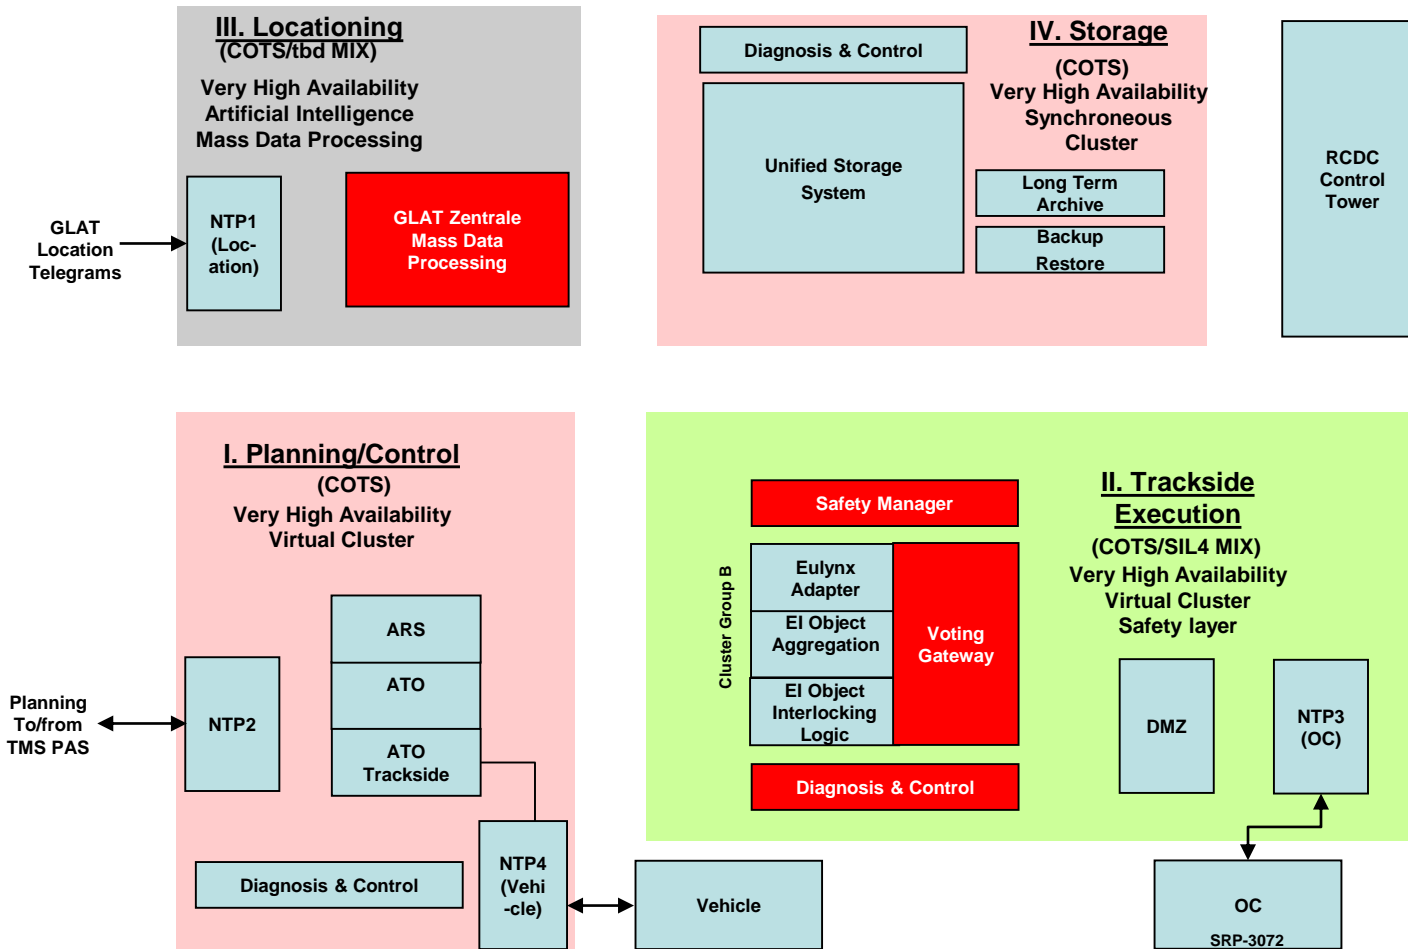 III. Locationing
(COTS/tbd MIX)
Very High Availability
Artificial Intelligence
Mass Data Processing
GLAT
Location
Telegrams
NTP1
(Loc-
ation)
GLAT Zentrale
Mass Data
Processing
Diagnosis & Control
IV. Storage
(COTS)
Very High Availability
Synchroneous
Cluster
Unified Storage
System
Long Term
Archive
Backup
Restore
RCDC
Control
Tower
I. Planning/Control
(COTS)
Very High Availability
Virtual Cluster
Planning
To/from
TMS PAS
NTP2
ARS
ATO
ATO
Trackside
Diagnosis & Control
NTP4
(Vehi
-cle)
Vehicle
II. Trackside
Execution
(COTS/SIL4 MIX)
Very High Availability
Virtual Cluster
Safety layer
Safety Manager
Cluster Group B
Eulynx
Adapter
EI Object
Aggregation
EI Object
Interlocking
Logic
Voting
Gateway
Diagnosis & Control
DMZ
NTP3
(OC)
OC
SRP-3072